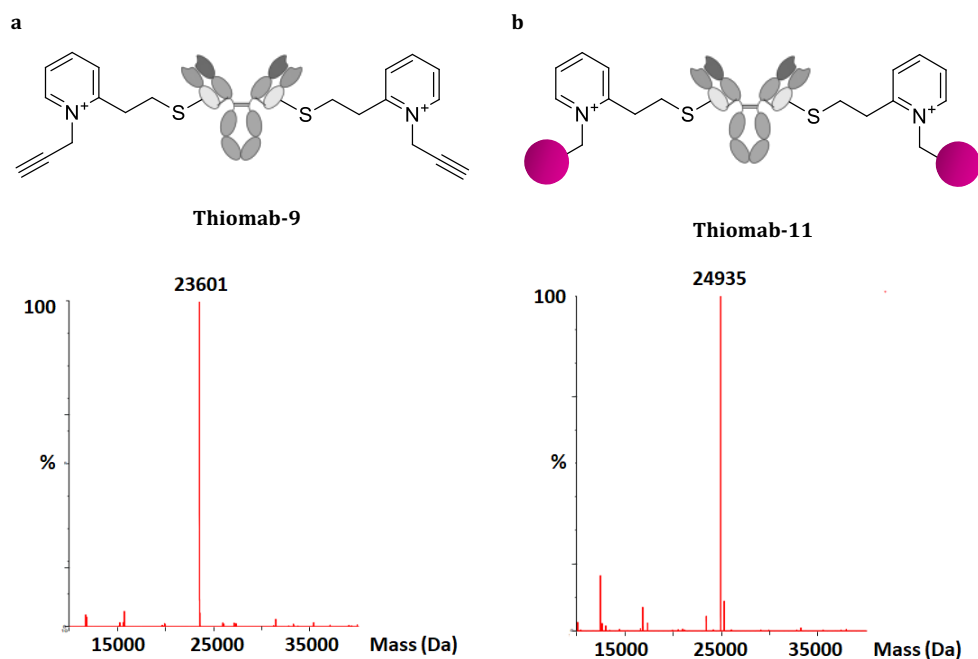 a
N+
S
S
N+
Thiomab-9
23601
100
%
15000 25000 35000 Mass (Da)
b
N+
S
S
N+
Thiomab-11
24935
100
%
15000 25000 35000 Mass (Da)